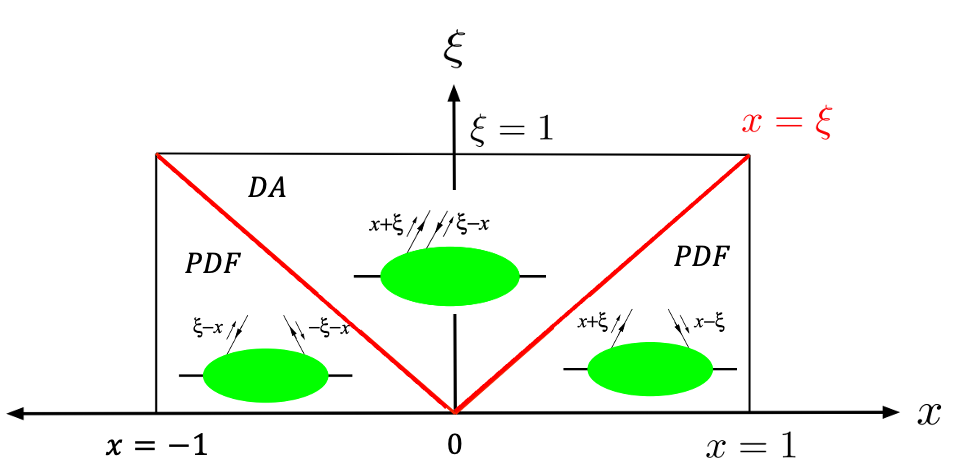 ξ
ξ = 1
x = ξ
DA
x+ξ
ξ−x
PDF
PDF
ξ−x
−ξ−x
x+ξ
x−ξ
x
x = −1
0
x = 1